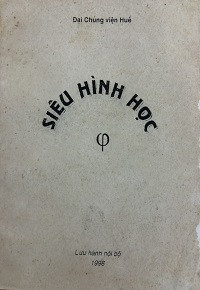 Đại Chủng viện Huế
SIÊU HÌNH HỌC
φ
Lưu hành nội bộ
1998